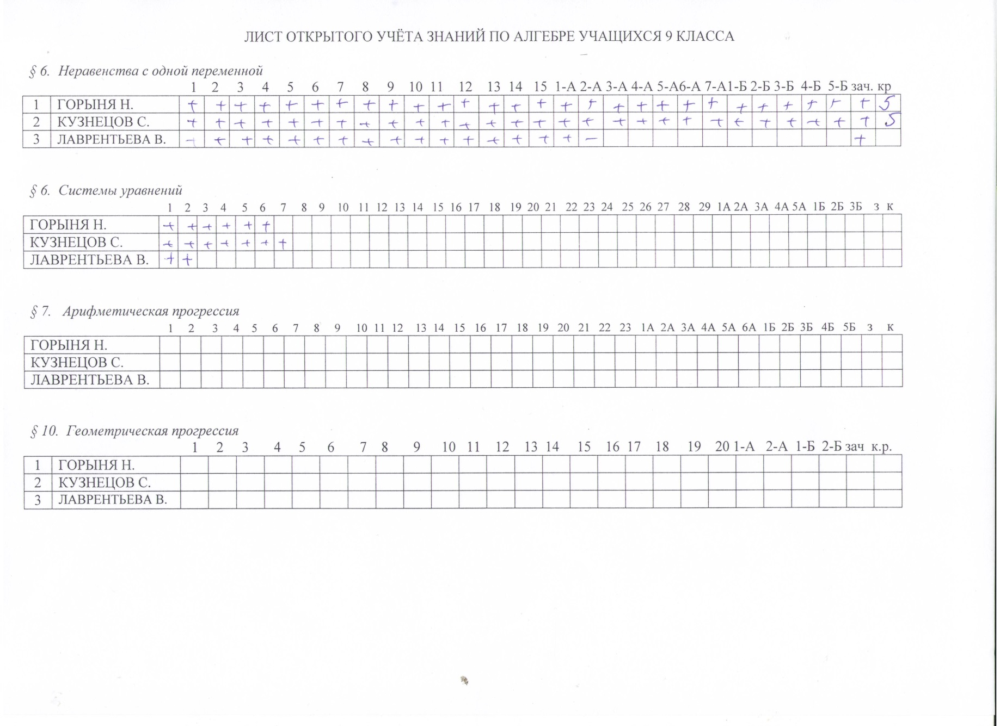 ЛИСТ ОТКРЫТОГО УЧЁТА ЗНАНИЙ ПО АЛГЕБРЕ УЧАЩИХСЯ 9 КЛАССА
§ 6. Неравенства с одной переменной
1 2 3 4 5 6 7 8 9 10 11 12 13 14 15 1-А 2-А 3-А 4-А 5-А 6-А 7-А 1-Б 2-Б 3-Б 4-Б 5-Б зач. кр
1 ГОРЫНЯ Н. + + + + + + + + + + + + + + + + + + + + + + + + + + + + 5
2 КУЗНЕЦОВ С. + + + + + + + + + + + + + + + + + + + + + + + + + + + + 5
3 ЛАВРЕНТЬЕВА В. - + + + + + + + + + + + + + + + - +
§ 6. Системы уравнений
1 2 3 4 5 6 7 8 9 10 11 12 13 14 15 16 17 18 19 20 21 22 23 24 25 26 27 28 29 1А 2А 3А 4А 5А 1Б 2Б 3Б з к
ГОРЫНЯ Н. + + + + + +
КУЗНЕЦОВ С. + + + + + + +
ЛАВРЕНТЬЕВА В. + +
§ 7. Арифметическая прогрессия
1 2 3 4 5 6 7 8 9 10 11 12 13 14 15 16 17 18 19 20 21 22 23 1А 2А 3А 4А 5А 6А 1Б 2Б 3Б 4Б 5Б з к
ГОРЫНЯ Н.
КУЗНЕЦОВ С.
ЛАВРЕНТЬЕВА В.
§ 10. Геометрическая прогрессия
1 2 3 4 5 6 7 8 9 10 11 12 13 14 15 16 17 18 19 20 1-А 2-А 1-Б 2-Б зач к.р.
1 ГОРЫНЯ Н.
2 КУЗНЕЦОВ С.
3 ЛАВРЕНТЬЕВА В.